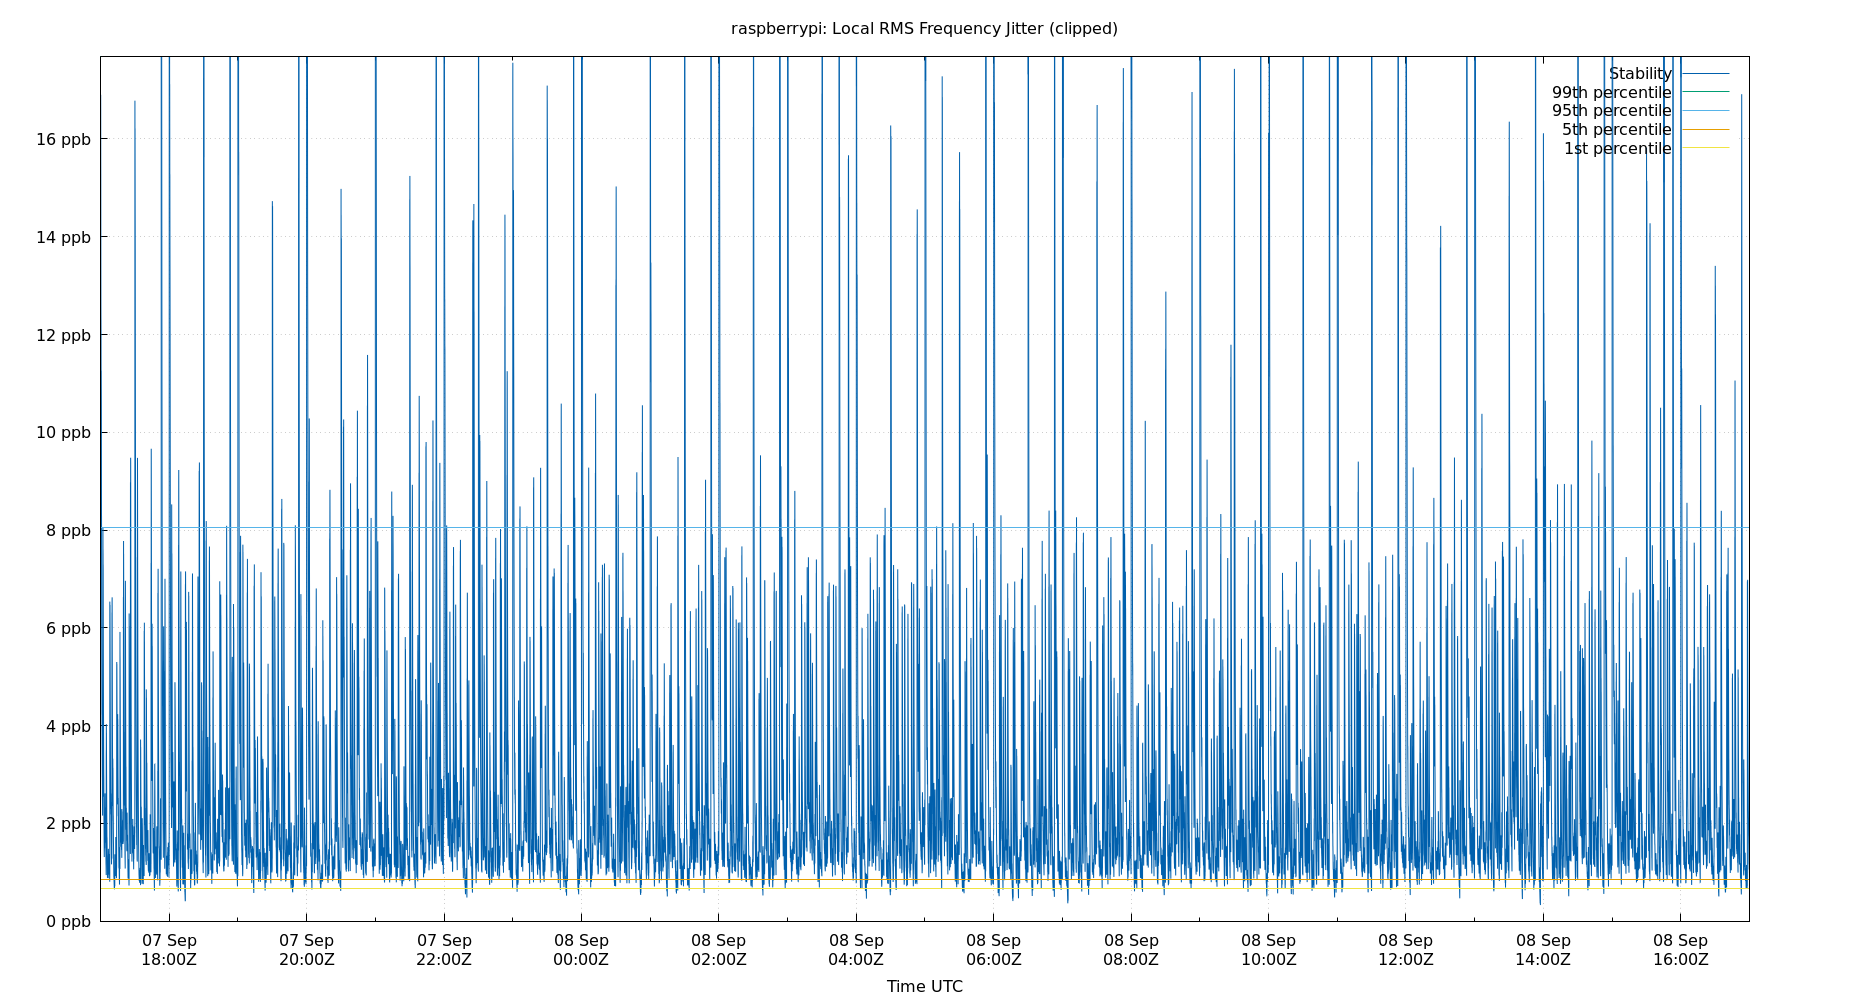 raspberrypi: Local RMS Frequency Jitter (clipped)
Stability
99th percentile
95th percentile
5th percentile
1st percentile
16 ppb
14 ppb
12 ppb
10 ppb
8 ppb
6 ppb
4 ppb
2 ppb
0 ppb
07 Sep 07 Sep 07 Sep 08 Sep 08 Sep 08 Sep 08 Sep 08 Sep 08 Sep 08 Sep 08 Sep 08 Sep
18:00Z 20:00Z 22:00Z 00:00Z 02:00Z 04:00Z 06:00Z 08:00Z 10:00Z 12:00Z 14:00Z 16:00Z
Time UTC